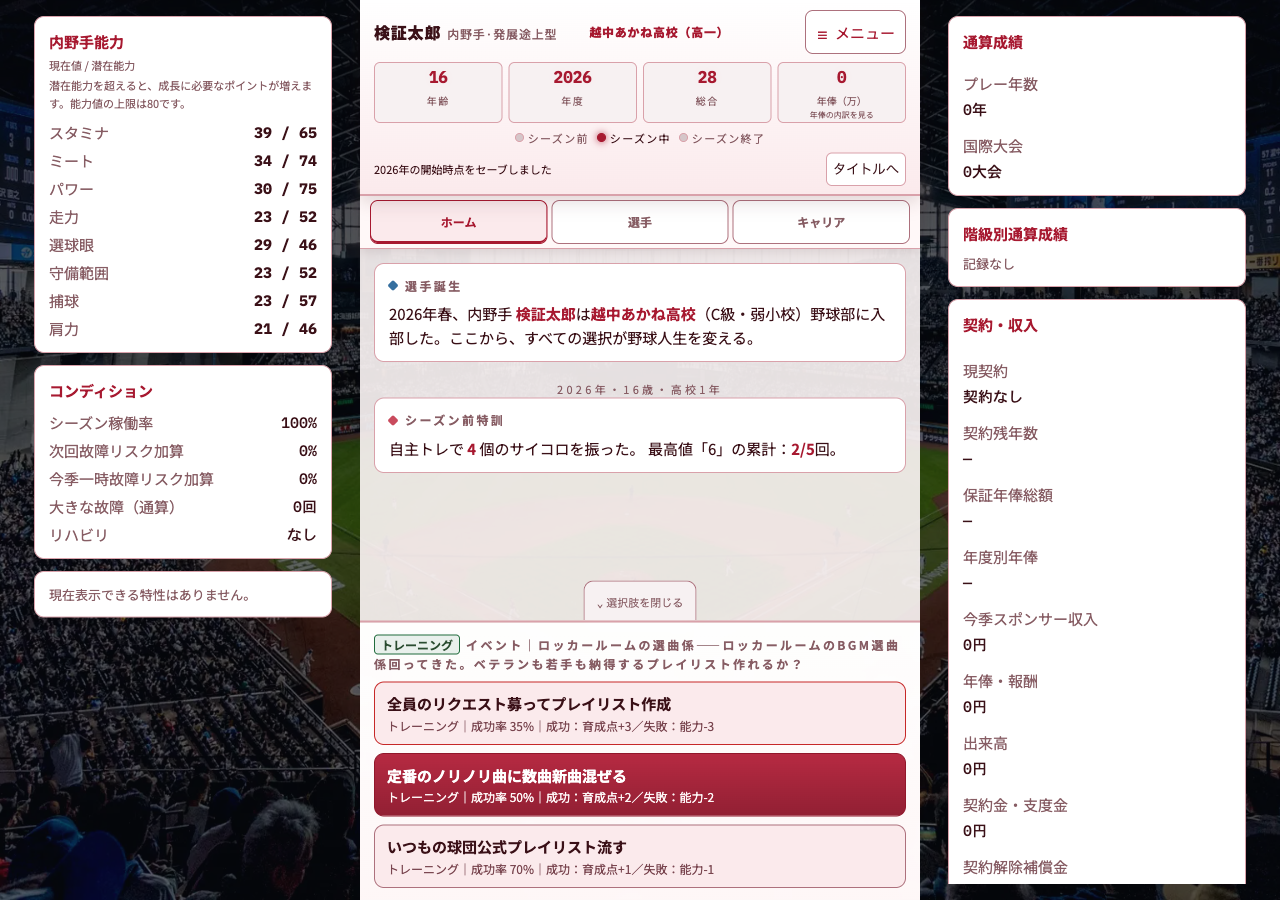 内野手能力
現在値 / 潜在能力
潜在能力を超えると、成長に必要なポイントが増えま
す。能力値の上限は80です。
スタミナ 39 / 65
ミート 34 / 74
パワー 30 / 75
走力 23 / 52
選球眼 29 / 46
守備範囲 23 / 52
捕球 23 / 57
肩力 21 / 46
コンディション
シーズン稼働率 100%
次回故障リスク加算 0%
今季一時故障リスク加算 0%
大きな故障（通算） 0回
リハビリ なし
現在表示できる特性はありません。
検証太郎 内野手·発展途上型 越中あかね高校（高一）
≡ メニュー
16 2026 28 0
年齢 年度 総合 年俸（万）
年俸の内訳を見る
シーズン前 シーズン中 シーズン終了
2026年の開始時点をセーブしました
タイトルへ
ホーム 選手 キャリア
選手誕生
2026年春、内野手 検証太郎は越中あかね高校（C級・弱小校）野球部に入
部した。ここから、すべての選択が野球人生を変える。
2026年・16歳・高校1年
シーズン前特訓
自主トレで 4 個のサイコロを振った。 最高値「6」の累計：2/5回。
選択肢を閉じる
トレーニング イベント｜ロッカールームの選曲係——ロッカールームのBGM選曲
係回ってきた。ベテランも若手も納得するプレイリスト作れるか？
全員のリクエスト募ってプレイリスト作成
トレーニング｜成功率 35%｜成功：育成点+3／失敗：能力-3
定番のノリノリ曲に数曲新曲混ぜる
トレーニング｜成功率 50%｜成功：育成点+2／失敗：能力-2
いつもの球団公式プレイリスト流す
トレーニング｜成功率 70%｜成功：育成点+1／失敗：能力-1
通算成績
プレー年数
0年
国際大会
0大会
階級別通算成績
記録なし
契約・収入
現契約
契約なし
契約残年数
—
保証年俸総額
—
年度別年俸
—
今季スポンサー収入
0円
年俸・報酬
0円
出来高
0円
契約金・支度金
0円
契約解除補償金